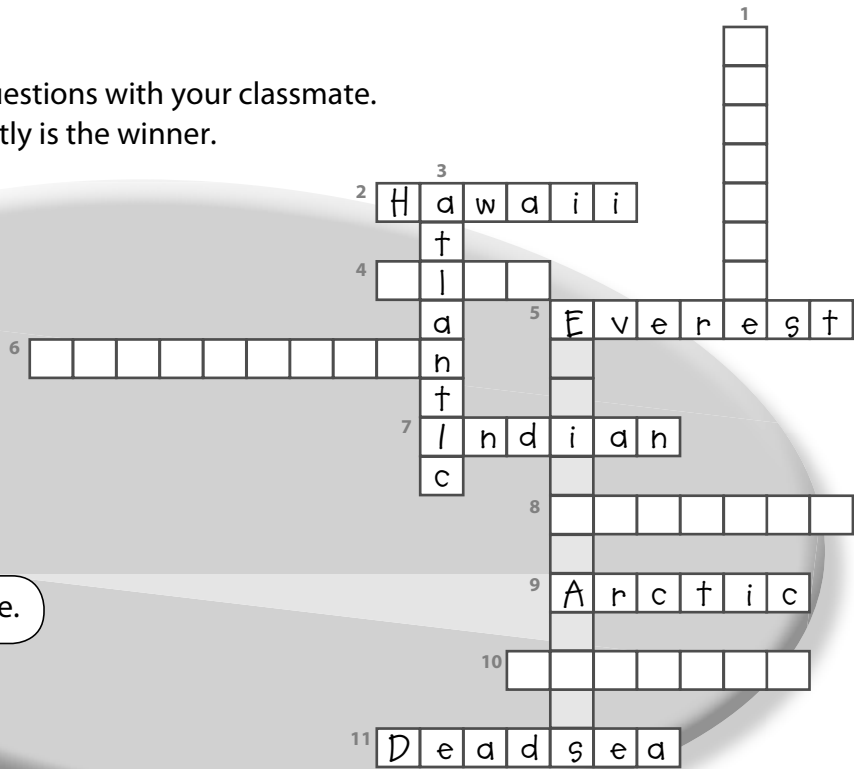 1
uestions with your classmate.
tly is the winner.
3
2 Hawaii
t
4 l
a 5 Everest
6 n
t
7 Indian
c
8
e. 9 Arctic
10
11 Deadsea